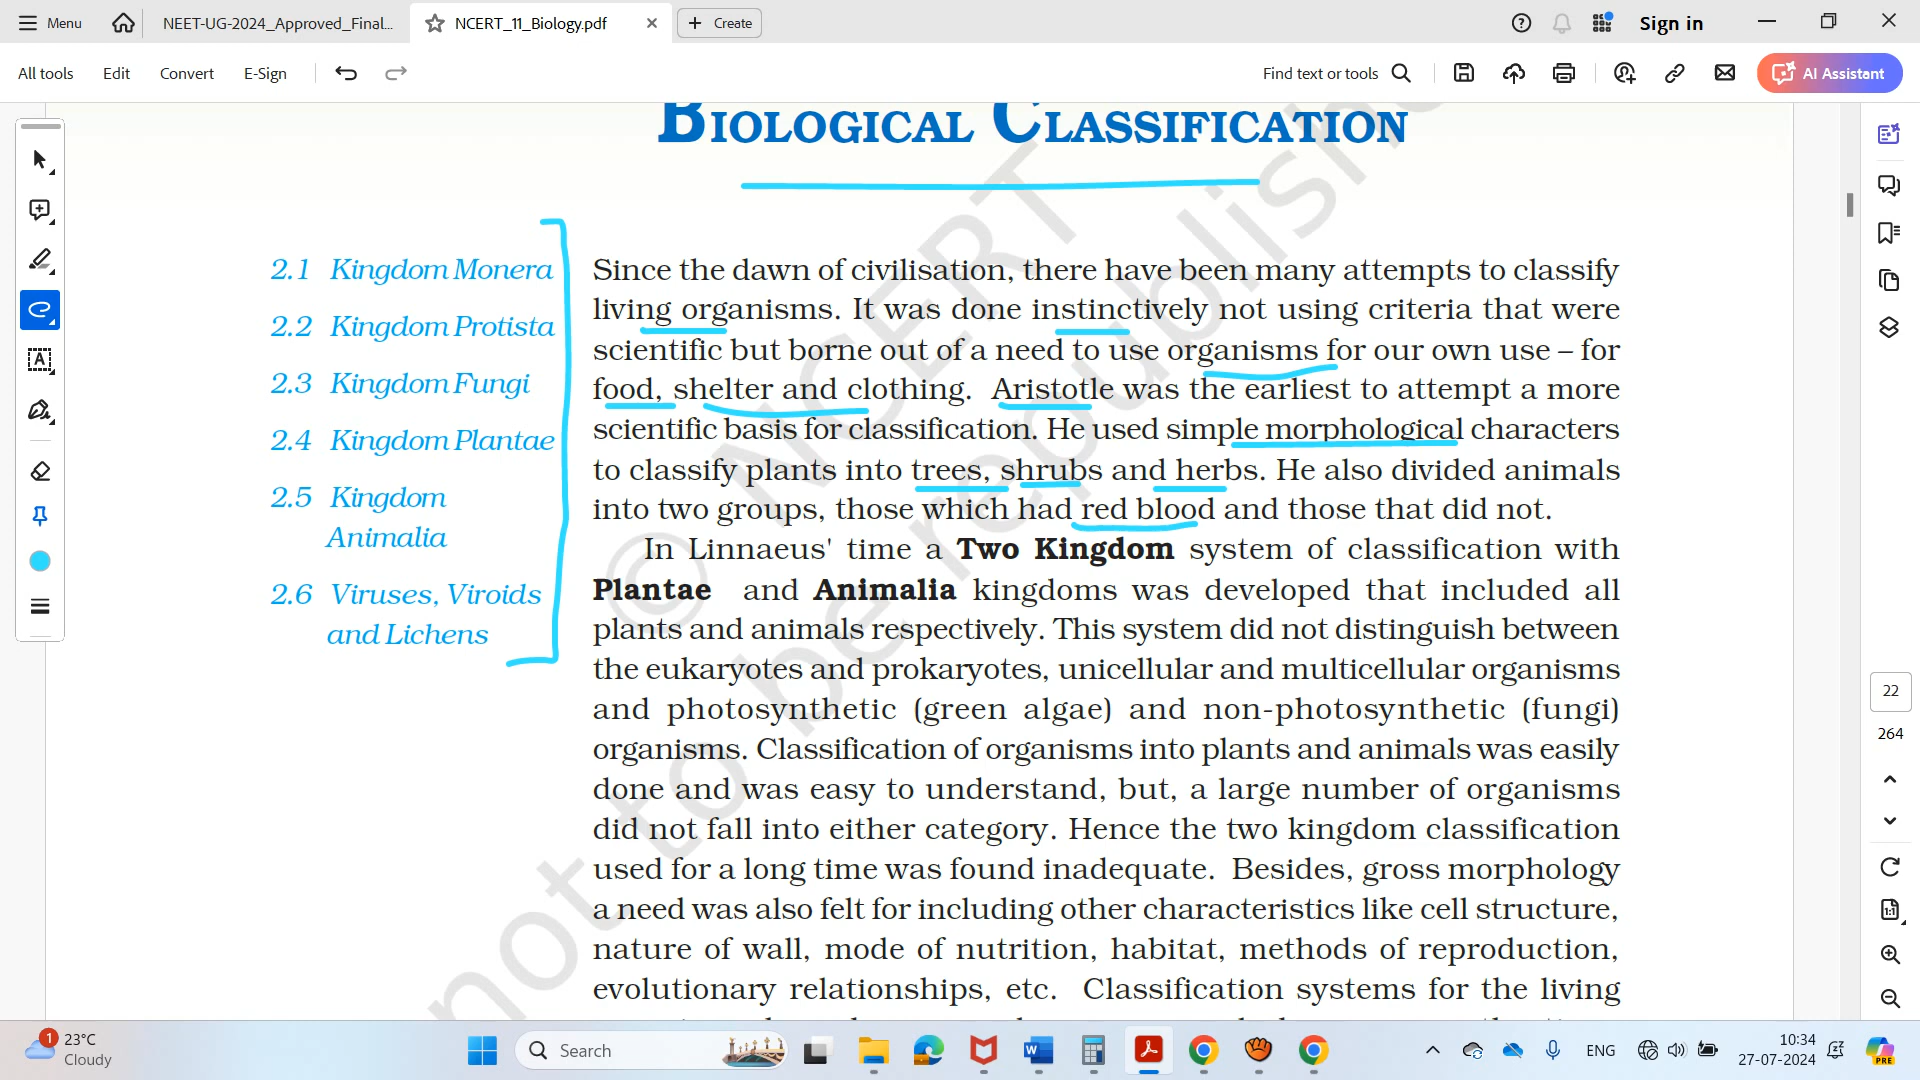 Menu
NEET-UG-2024_Approved_Final...
NCERT_11_Biology.pdf
Create
Sign in
All tools
Edit
Convert
E-Sign
Find text or tools
AI Assistant
BIOLOGICAL CLASSIFICATION
2.1 Kingdom Monera
2.2 Kingdom Protista
2.3 Kingdom Fungi
2.4 Kingdom Plantae
2.5 Kingdom
Animalia
2.6 Viruses, Viroids
and Lichens
Since the dawn of civilisation, there have been many attempts to classify
living organisms. It was done instinctively not using criteria that were
scientific but borne out of a need to use organisms for our own use – for
food, shelter and clothing. Aristotle was the earliest to attempt a more
scientific basis for classification. He used simple morphological characters
to classify plants into trees, shrubs and herbs. He also divided animals
into two groups, those which had red blood and those that did not.
In Linnaeus' time a Two Kingdom system of classification with
Plantae and Animalia kingdoms was developed that included all
plants and animals respectively. This system did not distinguish between
the eukaryotes and prokaryotes, unicellular and multicellular organisms
and photosynthetic (green algae) and non-photosynthetic (fungi)
organisms. Classification of organisms into plants and animals was easily
done and was easy to understand, but, a large number of organisms
did not fall into either category. Hence the two kingdom classification
used for a long time was found inadequate. Besides, gross morphology
a need was also felt for including other characteristics like cell structure,
nature of wall, mode of nutrition, habitat, methods of reproduction,
evolutionary relationships, etc. Classification systems for the living
© NCERT
not to be republishe
22
264
1:1
1
23°C
Cloudy
Search
ENG
10:34
27-07-2024
PRE